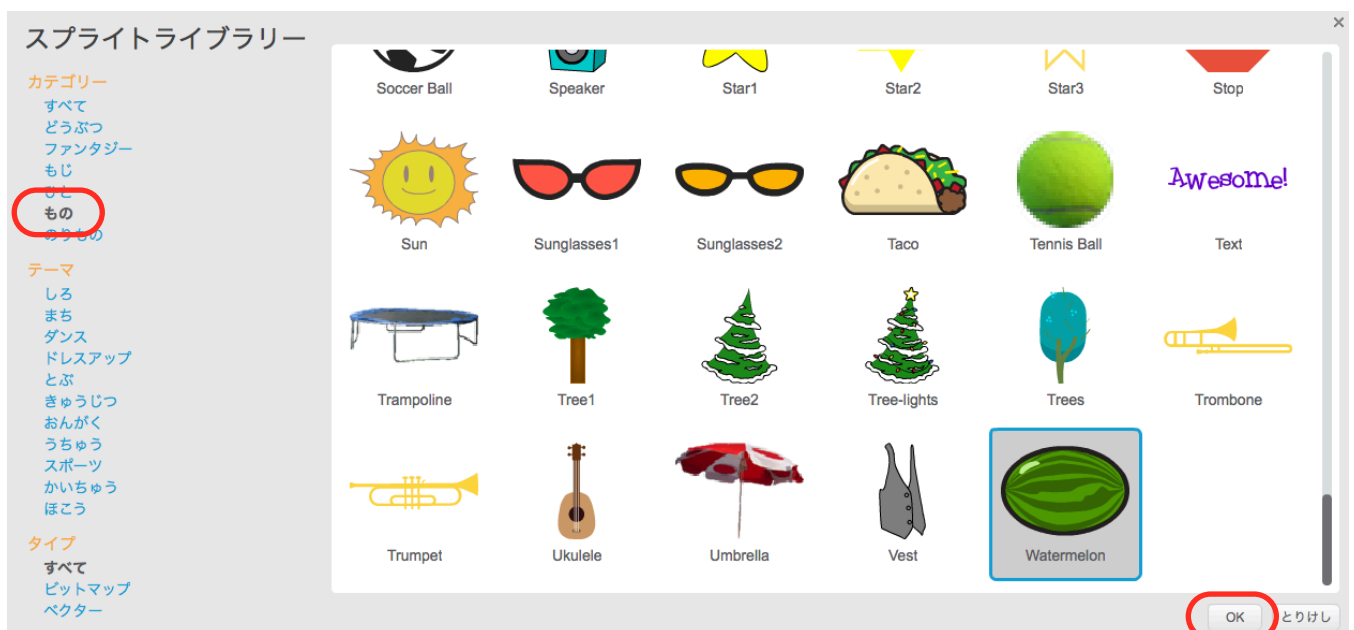 スプライトライブラリー
×
カテゴリー
すべて
どうぶつ
ファンタジー
もじ
ひと
もの
のりもの
テーマ
しろ
まち
ダンス
ドレスアップ
とぶ
きゅうじつ
おんがく
うちゅう
スポーツ
かいちゅう
ほこう
タイプ
すべて
ビットマップ
ベクター
Soccer Ball Speaker Star1 Star2 Star3 Stop
Awesome!
Sun Sunglasses1 Sunglasses2 Taco Tennis Ball Text
Trampoline Tree1 Tree2 Tree-lights Trees Trombone
Trumpet Ukulele Umbrella Vest Watermelon
OK とりけし